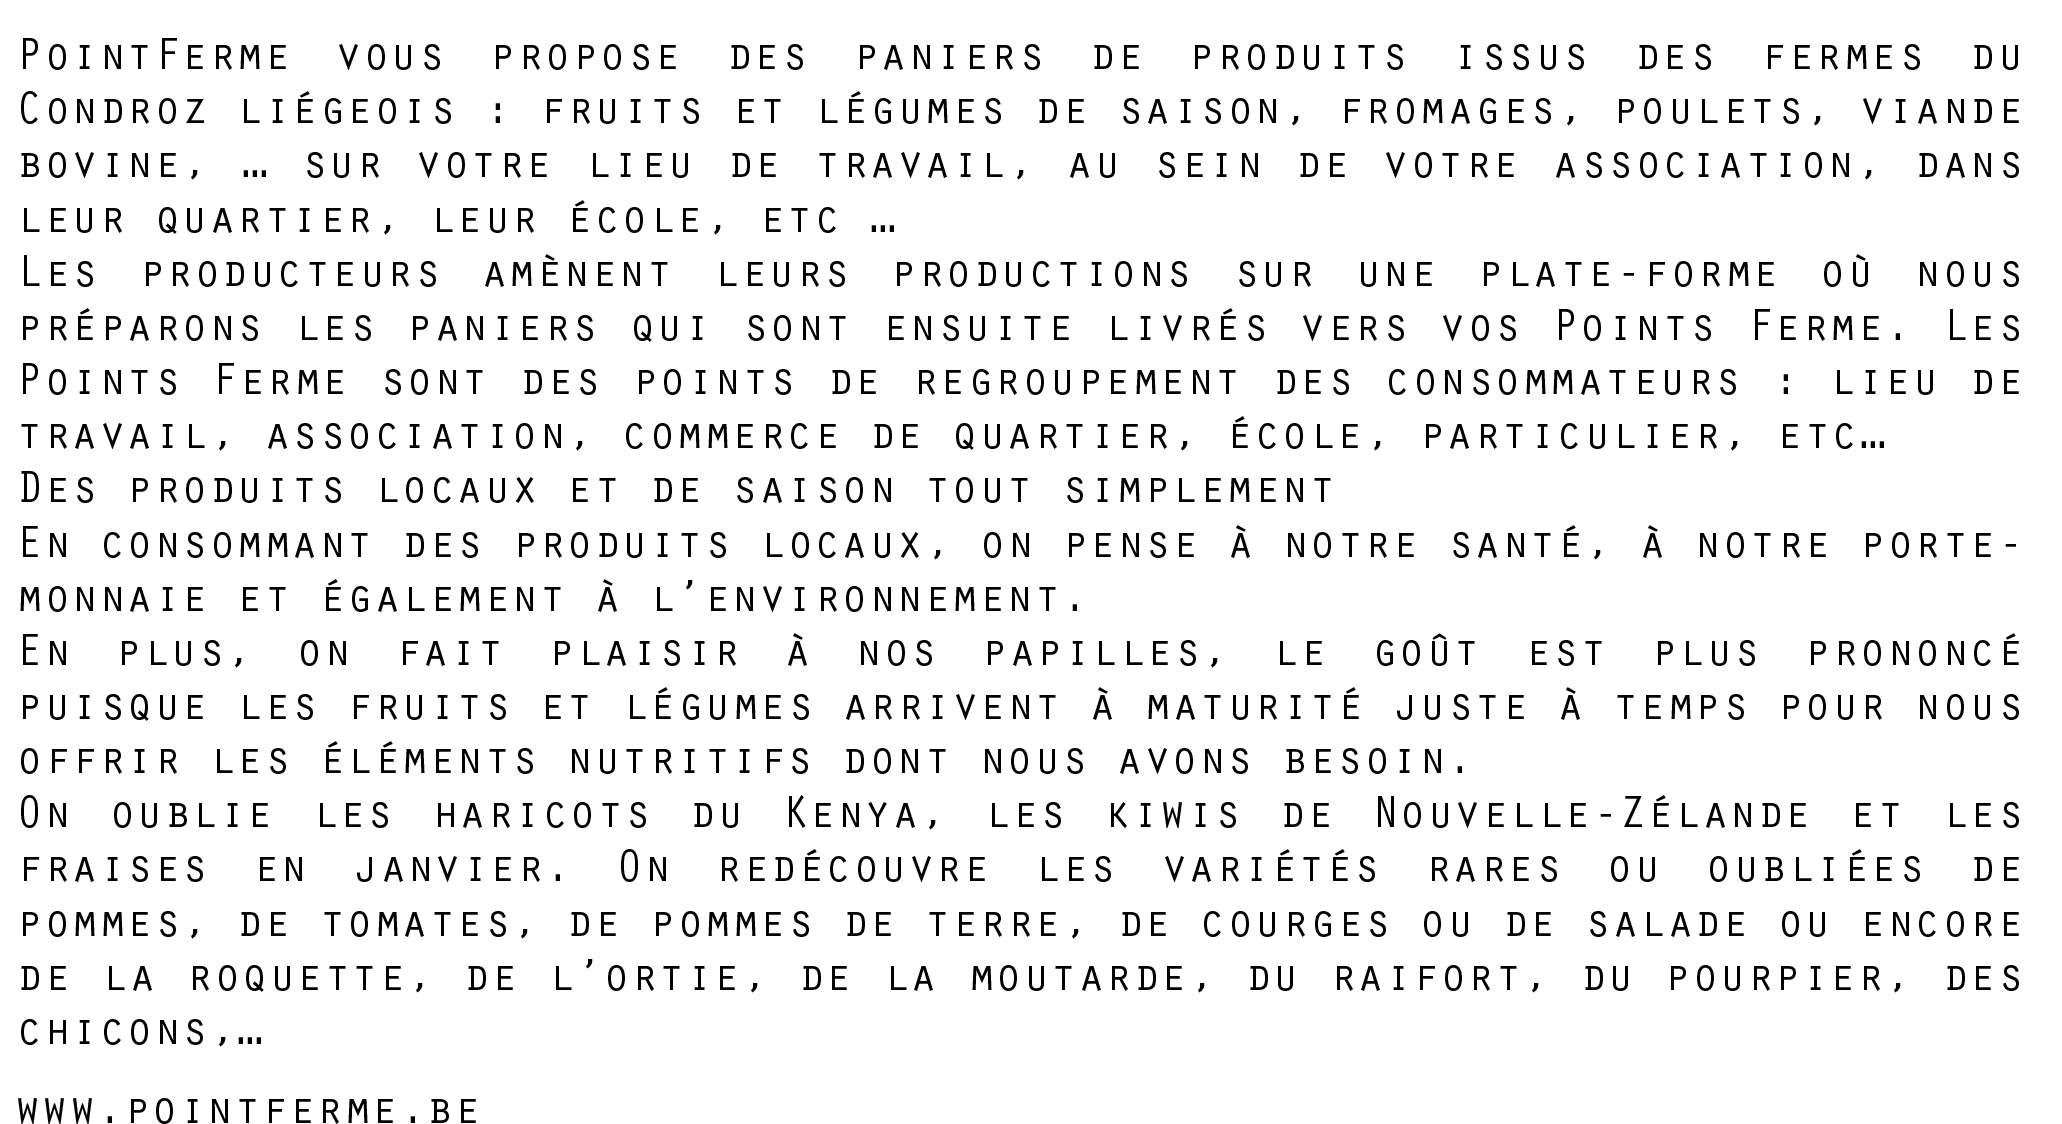 PointFerme vous propose des paniers de produits issus des fermes du
Condroz liégeois : fruits et légumes de saison, fromages, poulets, viande
bovine, … sur votre lieu de travail, au sein de votre association, dans
leur quartier, leur école, etc …
Les producteurs amènent leurs productions sur une plate-forme où nous
préparons les paniers qui sont ensuite livrés vers vos Points Ferme. Les
Points Ferme sont des points de regroupement des consommateurs : lieu de
travail, association, commerce de quartier, école, particulier, etc…
Des produits locaux et de saison tout simplement
En consommant des produits locaux, on pense à notre santé, à notre porte-
monnaie et également à l’environnement.
En plus, on fait plaisir à nos papilles, le goût est plus prononcé
puisque les fruits et légumes arrivent à maturité juste à temps pour nous
offrir les éléments nutritifs dont nous avons besoin.
On oublie les haricots du Kenya, les kiwis de Nouvelle-Zélande et les
fraises en janvier. On redécouvre les variétés rares ou oubliées de
pommes, de tomates, de pommes de terre, de courges ou de salade ou encore
de la roquette, de l’ortie, de la moutarde, du raifort, du pourpier, des
chicons,…
www.pointferme.be